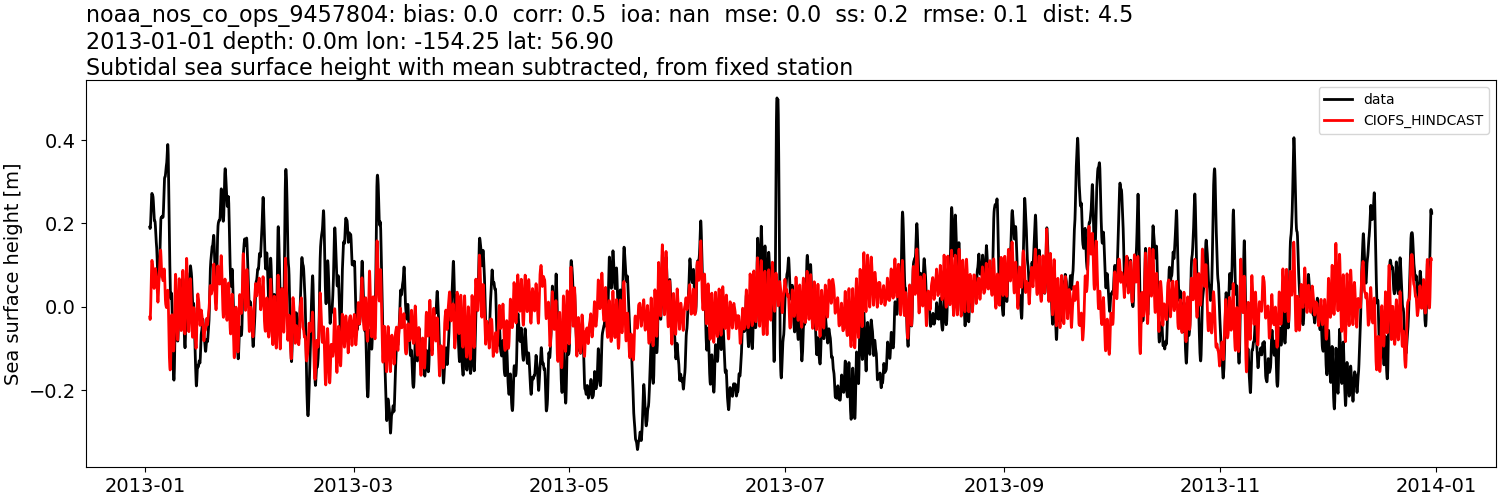 noaa_nos_co_ops_9457804: bias: 0.0  corr: 0.5  ioa: nan  mse: 0.0  ss: 0.2  rmse: 0.1  dist: 4.5
2013-01-01 depth: 0.0m lon: -154.25 lat: 56.90
Subtidal sea surface height with mean subtracted, from fixed station
data
CIOFS_HINDCAST
Sea surface height [m]
0.4
0.2
0.0
−0.2
2013-01
2013-03
2013-05
2013-07
2013-09
2013-11
2014-01